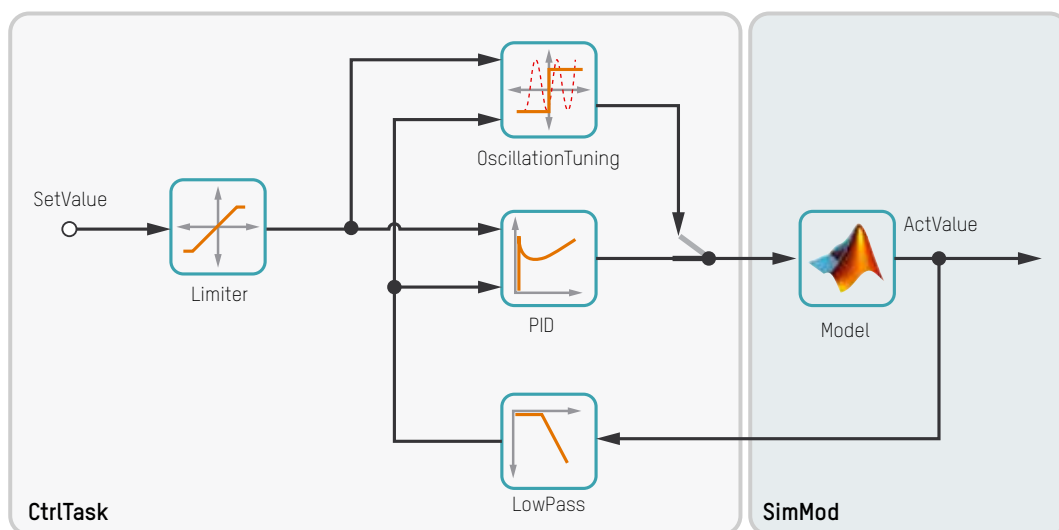 OscillationTuning
SetValue
ActValue
Limiter
PID
Model
LowPass
CtrlTask
SimMod